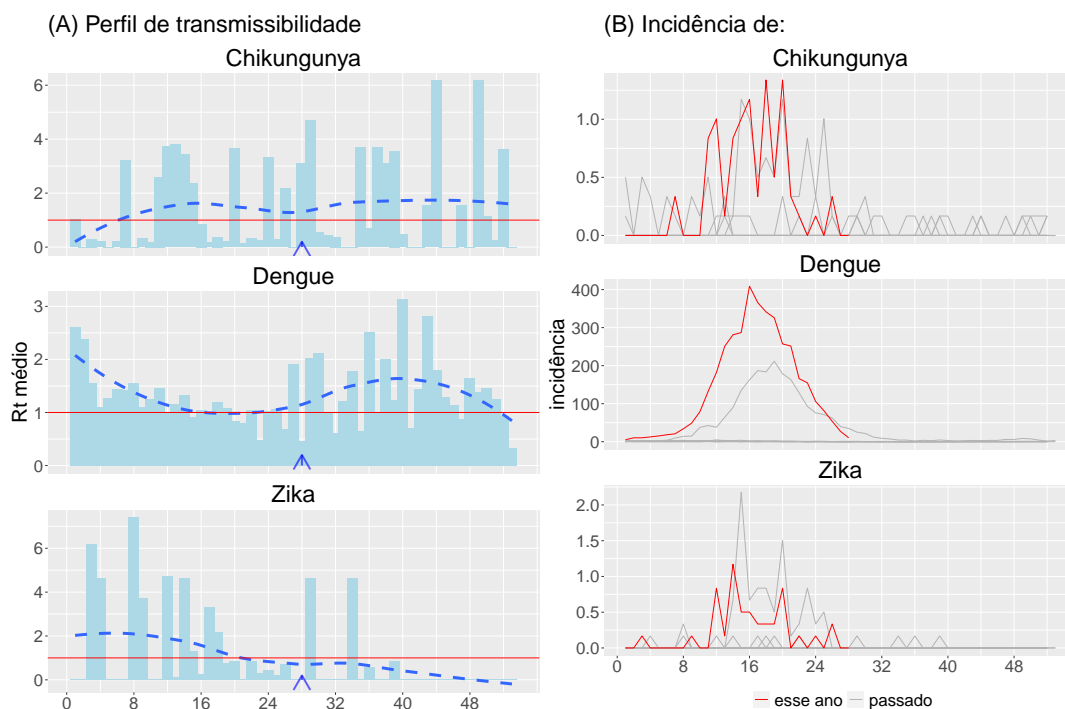 (A) Perfil de transmissibilidade
Chikungunya
6
4
2
0
Dengue
3
2
1
0
Rt médio
Zika
6
4
2
0
0 8 16 24 32 40 48
(B) Incidência de:
Chikungunya
1.0
0.5
0.0
Dengue
400
300
200
100
0
incidência
Zika
2.0
1.5
1.0
0.5
0.0
0 8 16 24 32 40 48
esse ano passado